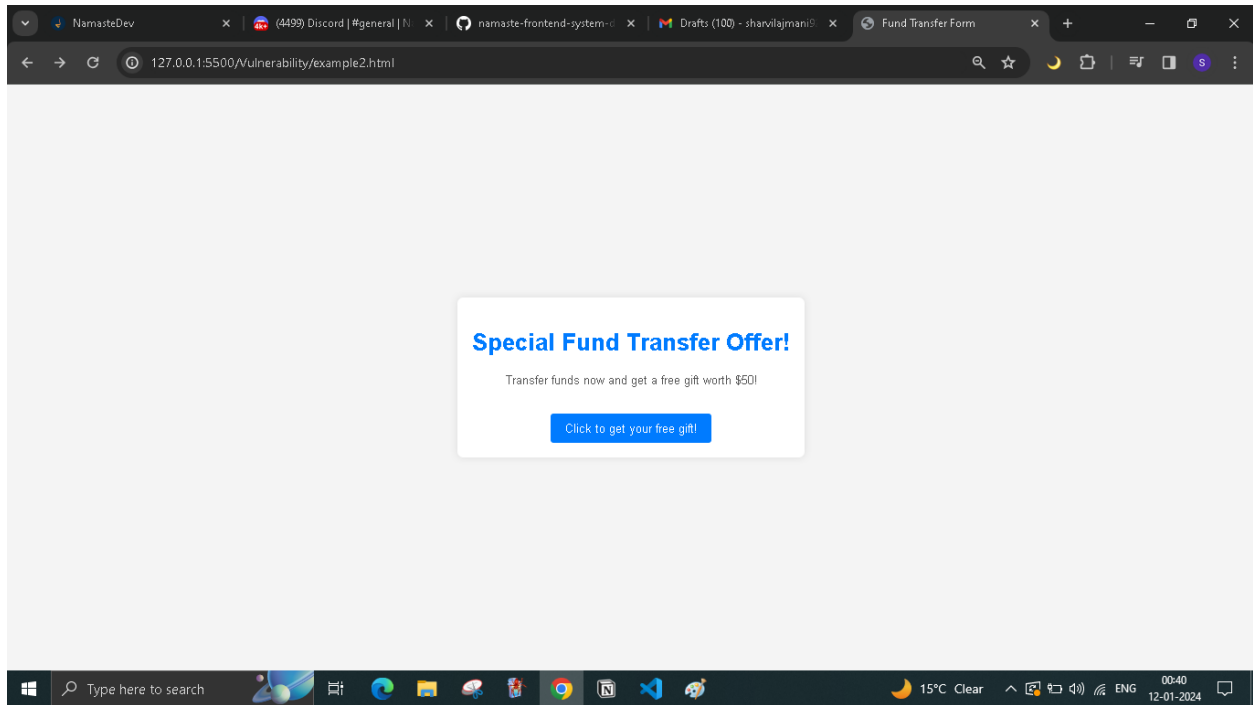 NamasteDev
(4499) Discord | #general | N
namaste-frontend-system-d
Drafts (100) - sharvilajmani9
Fund Transfer Form
127.0.0.1:5500/Vulnerability/example2.html
S
Special Fund Transfer Offer!
Transfer funds now and get a free gift worth $50!
Click to get your free gift!
Type here to search
15°C Clear
ENG
00:40
12-01-2024